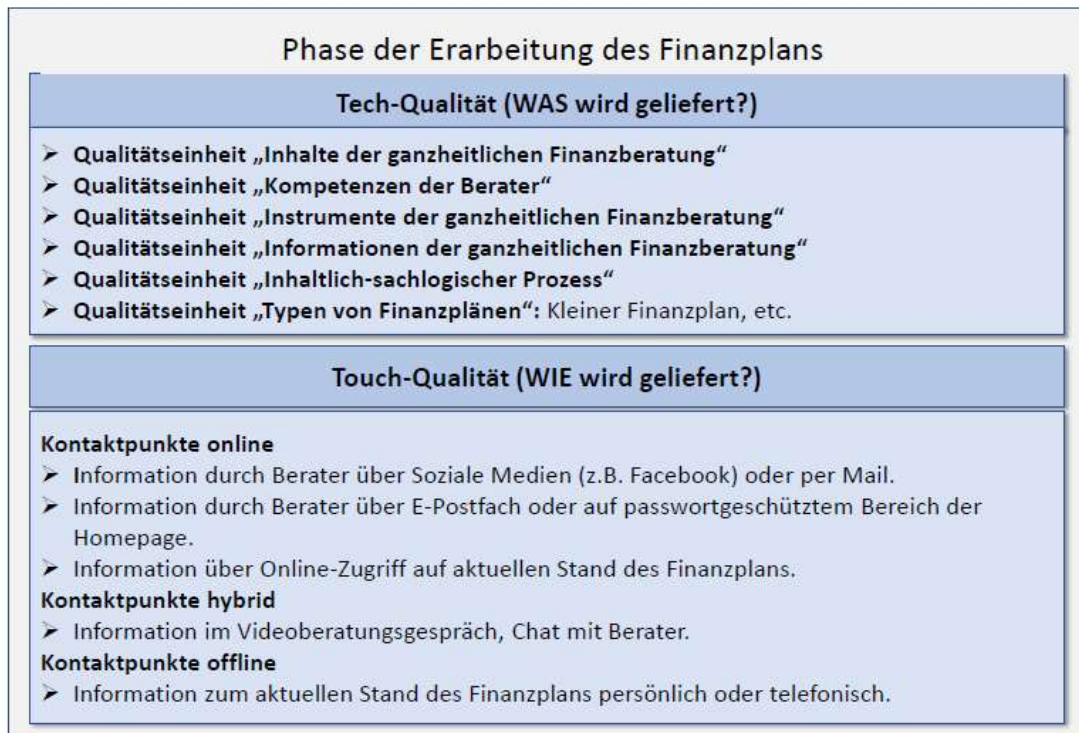 Phase der Erarbeitung des Finanzplans
Tech-Qualität (WAS wird geliefert?)
➢ Qualitätseinheit „Inhalte der ganzheitlichen Finanzberatung“
➢ Qualitätseinheit „Kompetenzen der Berater“
➢ Qualitätseinheit „Instrumente der ganzheitlichen Finanzberatung“
➢ Qualitätseinheit „Informationen der ganzheitlichen Finanzberatung“
➢ Qualitätseinheit „Inhaltlich-sachlogischer Prozess“
➢ Qualitätseinheit „Typen von Finanzplänen“: Kleiner Finanzplan, etc.
Touch-Qualität (WIE wird geliefert?)
Kontaktpunkte online
➢ Information durch Berater über Soziale Medien (z.B. Facebook) oder per Mail.
➢ Information durch Berater über E-Postfach oder auf passwortgeschütztem Bereich der
Homepage.
➢ Information über Online-Zugriff auf aktuellen Stand des Finanzplans.
Kontaktpunkte hybrid
➢ Information im Videoberatungsgespräch, Chat mit Berater.
Kontaktpunkte offline
➢ Information zum aktuellen Stand des Finanzplans persönlich oder telefonisch.